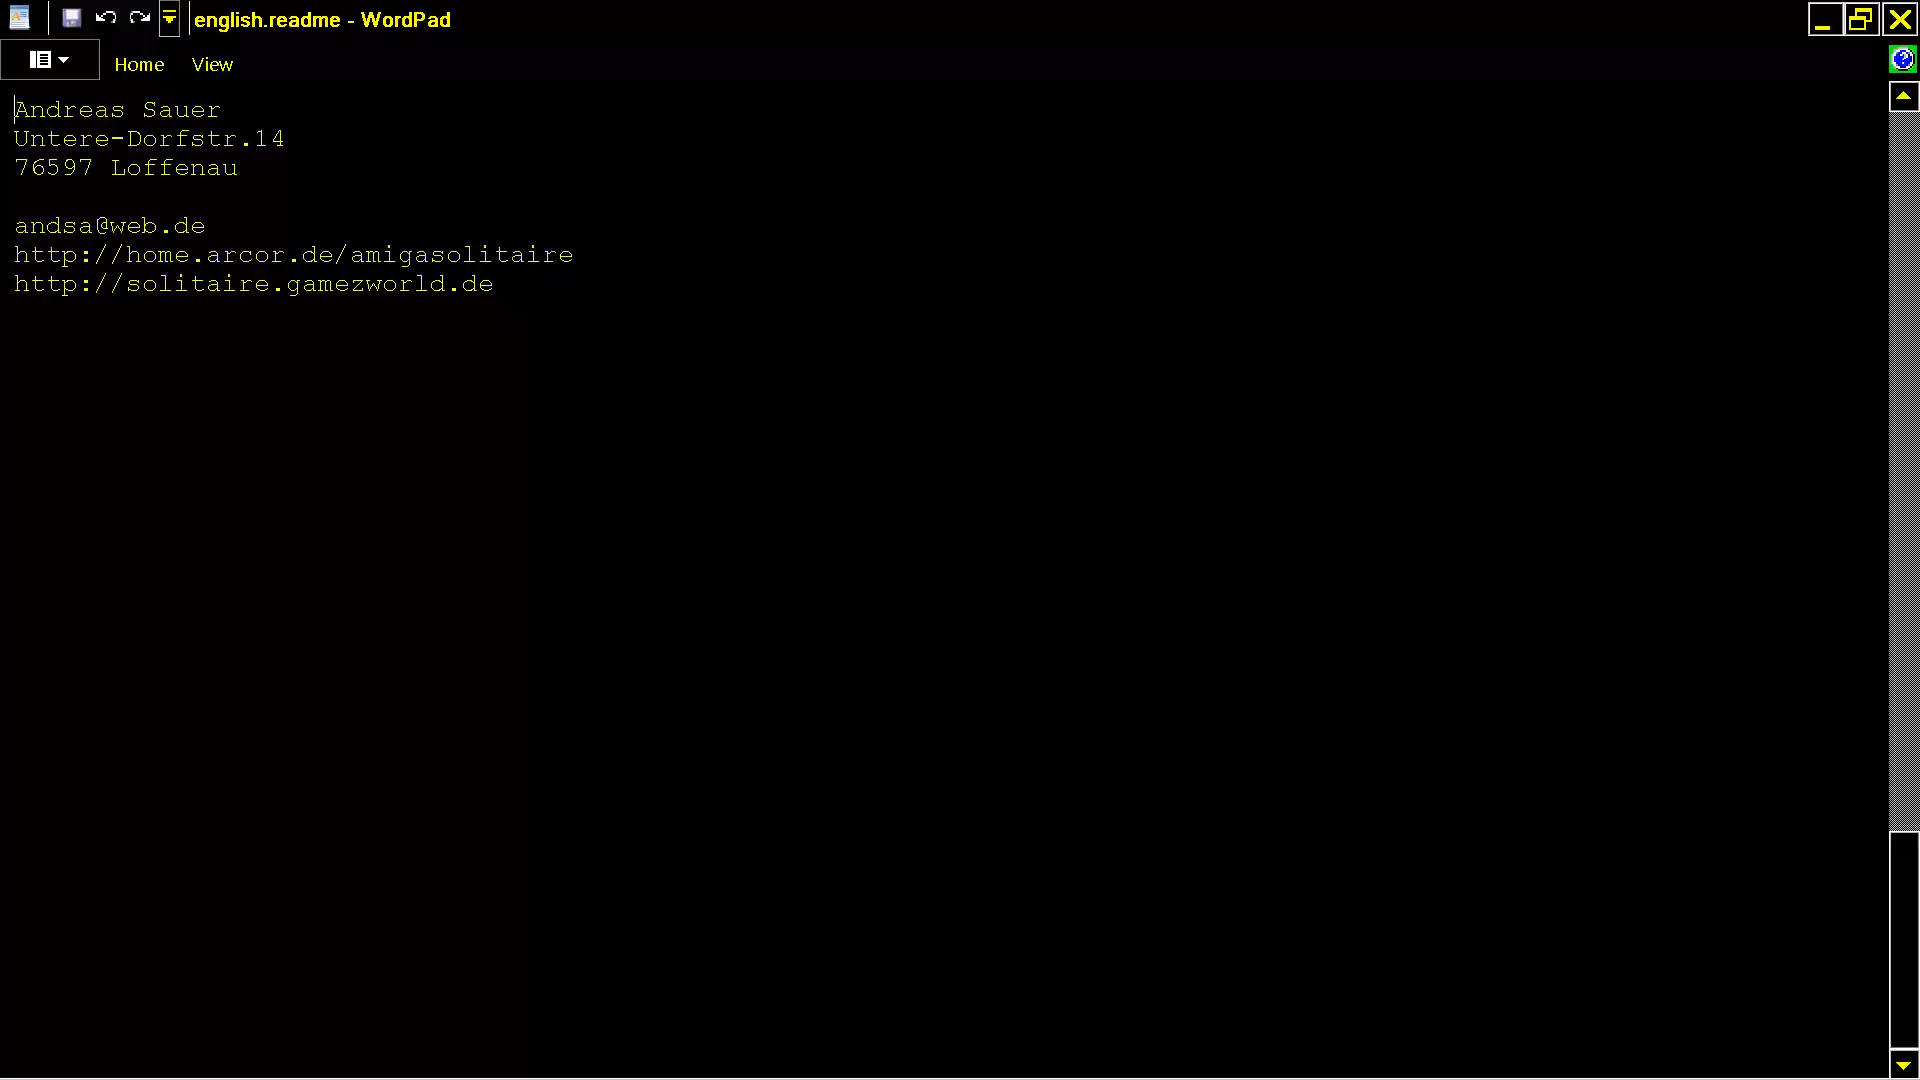 english.readme - WordPad
Home View
Andreas Sauer
Untere-Dorfstr.14
76597 Loffenau
andsa@web.de
http://home.arcor.de/amigasolitaire
http://solitaire.gamezworld.de